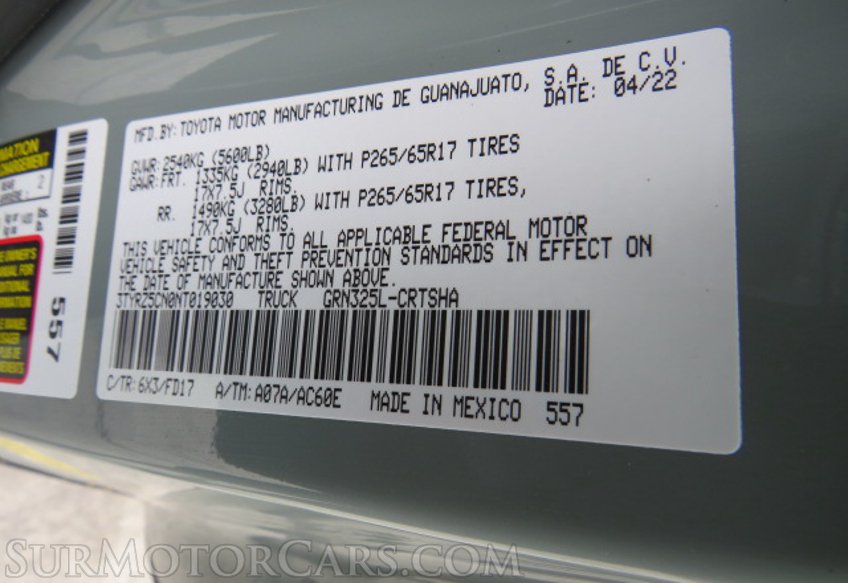 MFD. BY: TOYOTA MOTOR MANUFACTURING DE GUANAJUATO, S.A. DE C.V.
DATE: 04/22
GVWR: 2540KG (5600LB)
GAWR: FRT. 1335KG (2940LB) WITH P265/65R17 TIRES
17X7.5J RIMS.
RR. 1490KG (3280LB) WITH P265/65R17 TIRES,
17X7.5J RIMS.
THIS VEHICLE CONFORMS TO ALL APPLICABLE FEDERAL MOTOR
VEHICLE SAFETY AND THEFT PREVENTION STANDARDS IN EFFECT ON
THE DATE OF MANUFACTURE SHOWN ABOVE.
3TYRZ5CN0NT019030 TRUCK GRN325L-CRTSHA
C/TR: 6X3/FD17 A/TM: A07A/AC60E MADE IN MEXICO 557
2
557
SURMOTORCARS.COM